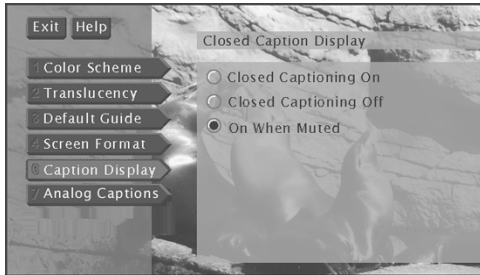 Exit Help
Closed Caption Display
1 Color Scheme
Closed Captioning On
2 Translucency
Closed Captioning Off
3 Default Guide
On When Muted
4 Screen Format
6 Caption Display
7 Analog Captions